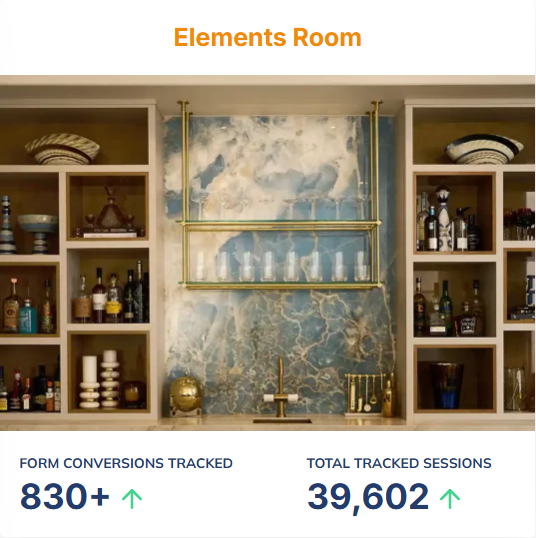 Elements Room
FORM CONVERSIONS TRACKED
830+ ↑
TOTAL TRACKED SESSIONS
39,602 ↑